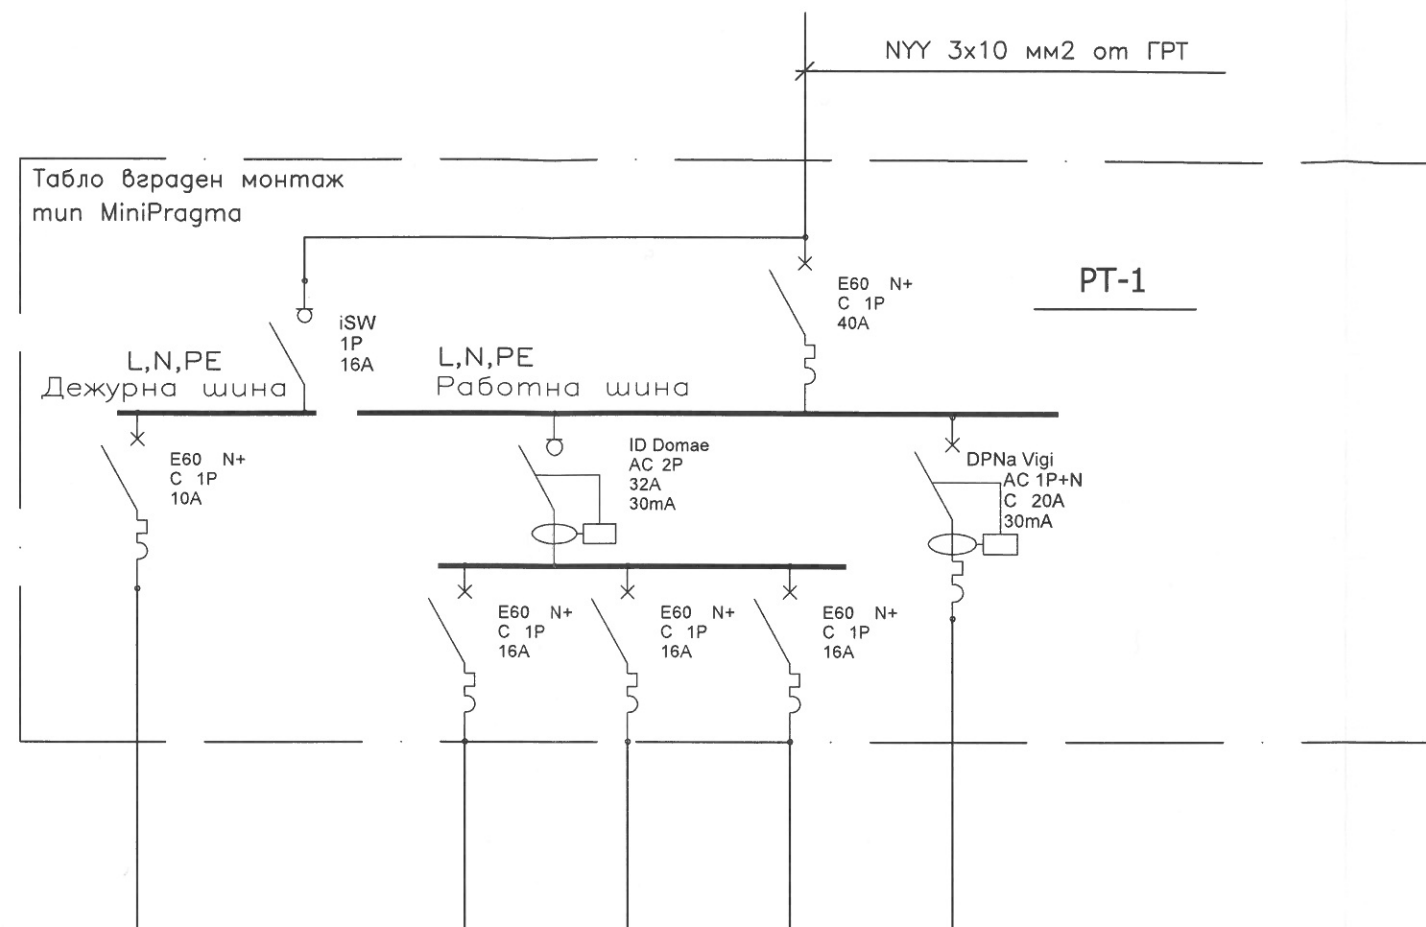 NYY 3x10 мм2 от ГРТ
Табло вграден монтаж
тип MiniPragma
РТ-1
E60 N+
C 1P
40A
iSW
1P
16A
L,N,PE
Дежурна шина
L,N,PE
Работна шина
E60 N+
C 1P
10A
ID Domae
AC 2P
32A
30mA
DPNa Vigi
AC 1P+N
C 20A
30mA
E60 N+
C 1P
16A
E60 N+
C 1P
16A
E60 N+
C 1P
16A